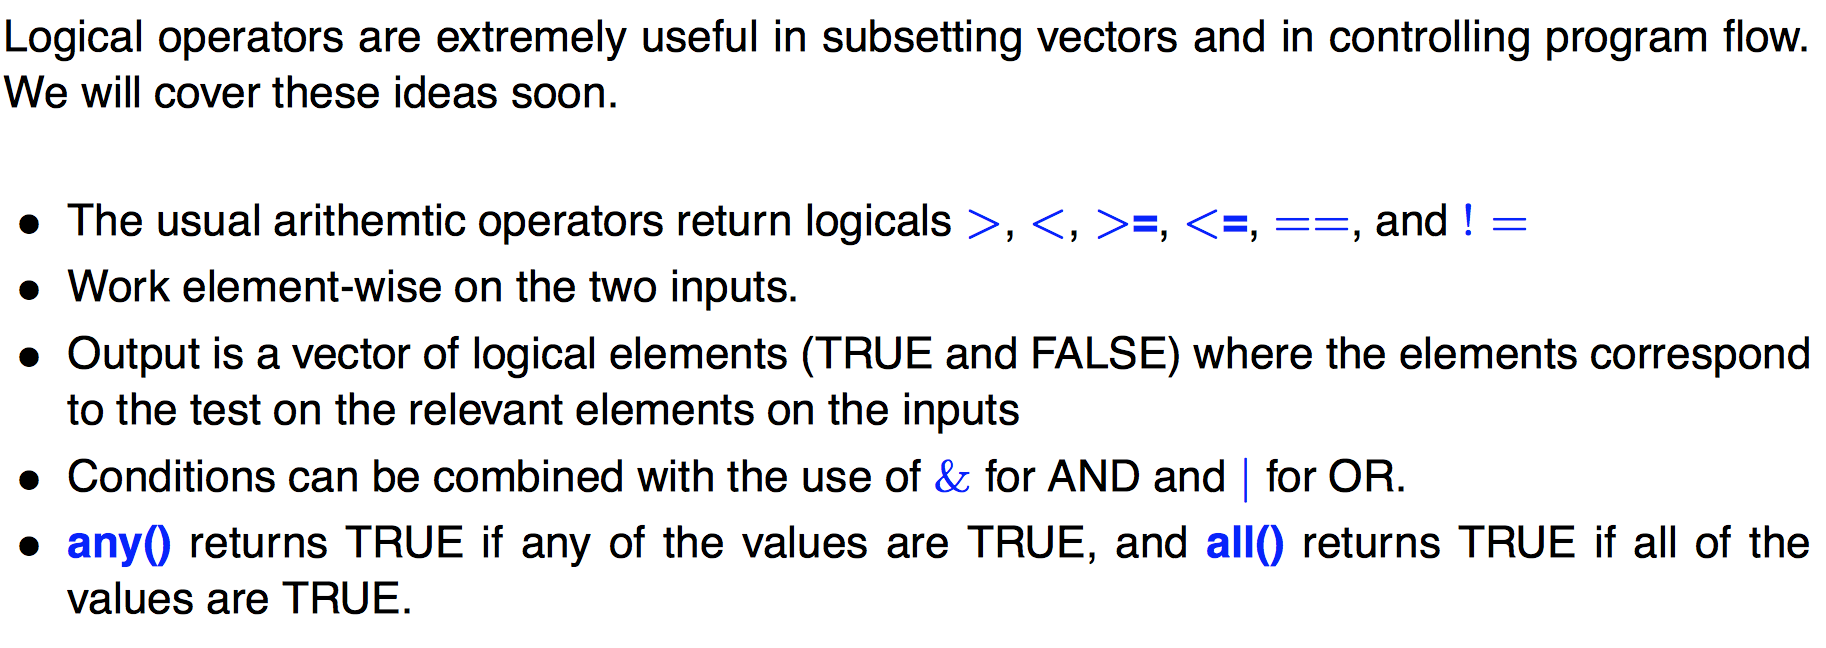 Logical operators are extremely useful in subsetting vectors and in controlling program flow.
We will cover these ideas soon.
• The usual arithemtic operators return logicals >, <, >=, <=, ==, and ! =
• Work element-wise on the two inputs.
• Output is a vector of logical elements (TRUE and FALSE) where the elements correspond
to the test on the relevant elements on the inputs
• Conditions can be combined with the use of & for AND and | for OR.
• any() returns TRUE if any of the values are TRUE, and all() returns TRUE if all of the
values are TRUE.